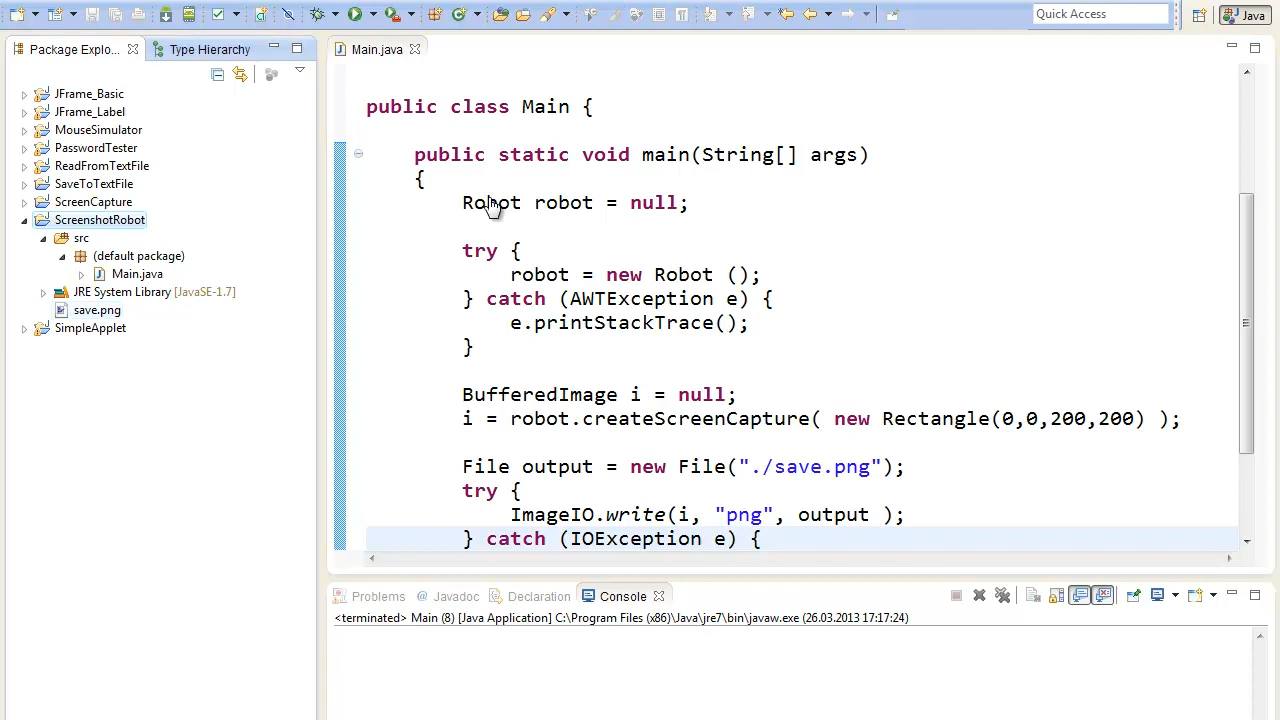 Quick Access
Java
Package Explo...
Type Hierarchy
Main.java
JFrame_Basic
JFrame_Label
MouseSimulator
PasswordTester
ReadFromTextFile
SaveToTextFile
ScreenCapture
ScreenshotRobot
src
(default package)
Main.java
JRE System Library [JavaSE-1.7]
save.png
SimpleApplet
public class Main {
public static void main(String[] args)
{
Robot robot = null;
try {
robot = new Robot ();
} catch (AWTException e) {
e.printStackTrace();
}
BufferedImage i = null;
i = robot.createScreenCapture( new Rectangle(0,0,200,200) );
File output = new File("./save.png");
try {
ImageIO.write(i, "png", output );
} catch (IOException e) {
Problems @ Javadoc Declaration Console
<terminated> Main (8) [Java Application] C:\Program Files (x86)\Java\jre7\bin\javaw.exe (26.03.2013 17:17:24)